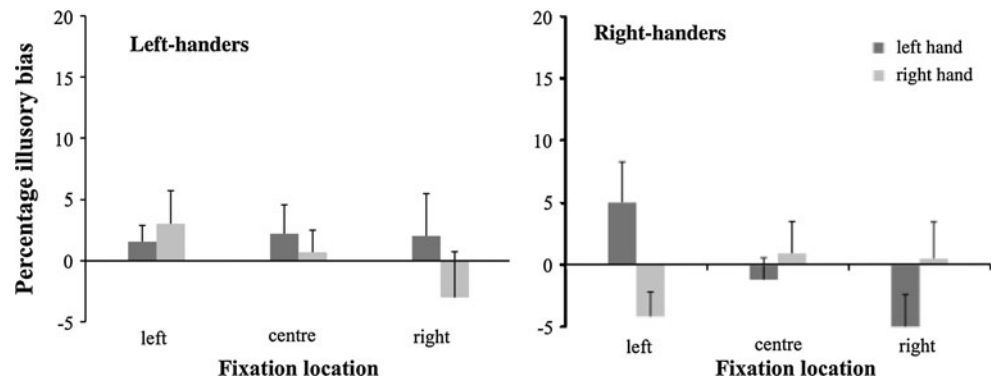 Percentage illusory bias
Left-handers
20
15
10
5
0
-5
left
centre
right
Fixation location
Right-handers
left hand
right hand
20
15
10
5
0
-5
left
centre
right
Fixation location